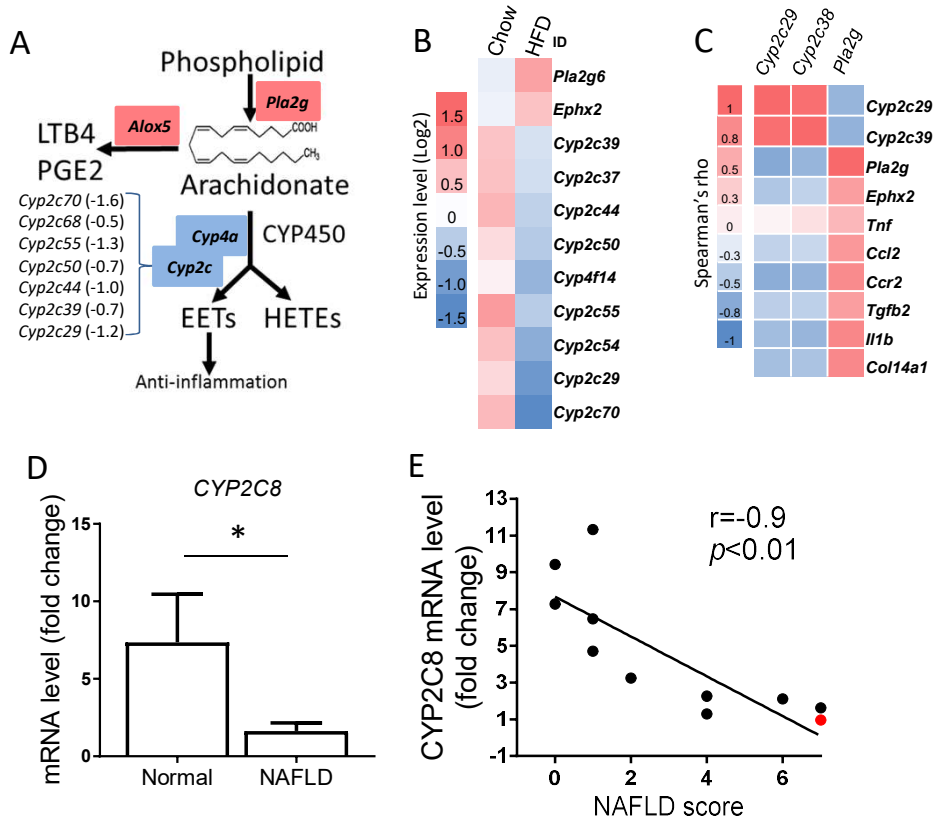 A
Phospholipid
Pla2g
COOH
CH3
Alox5
LTB4
PGE2
Arachidonate
Cyp2c70 (-1.6)
Cyp2c68 (-0.5)
Cyp2c55 (-1.3)
Cyp2c50 (-0.7)
Cyp2c44 (-1.0)
Cyp2c39 (-0.7)
Cyp2c29 (-1.2)
Cyp4a
Cyp2c
CYP450
EETs
HETEs
Anti-inflammation
B
Chow
HFD
ID
Expression level (Log2)
1.5
1.0
0.5
0
-0.5
-1.0
-1.5
Pla2g6
Ephx2
Cyp2c39
Cyp2c37
Cyp2c44
Cyp2c50
Cyp4f14
Cyp2c55
Cyp2c54
Cyp2c29
Cyp2c70
C
Cyp2c29
Cyp2c38
Pla2g
Spearman's rho
1
0.8
0.5
0.3
0
-0.3
-0.5
-0.8
-1
Cyp2c29
Cyp2c39
Pla2g
Ephx2
Tnf
Ccl2
Ccr2
Tgfb2
Il1b
Col14a1
D
CYP2C8
mRNA level (fold change)
15
10
5
0
*
Normal
NAFLD
E
CYP2C8 mRNA level
(fold change)
13
11
9
7
5
3
1
-1
r=-0.9
p<0.01
0
2
4
6
NAFLD score